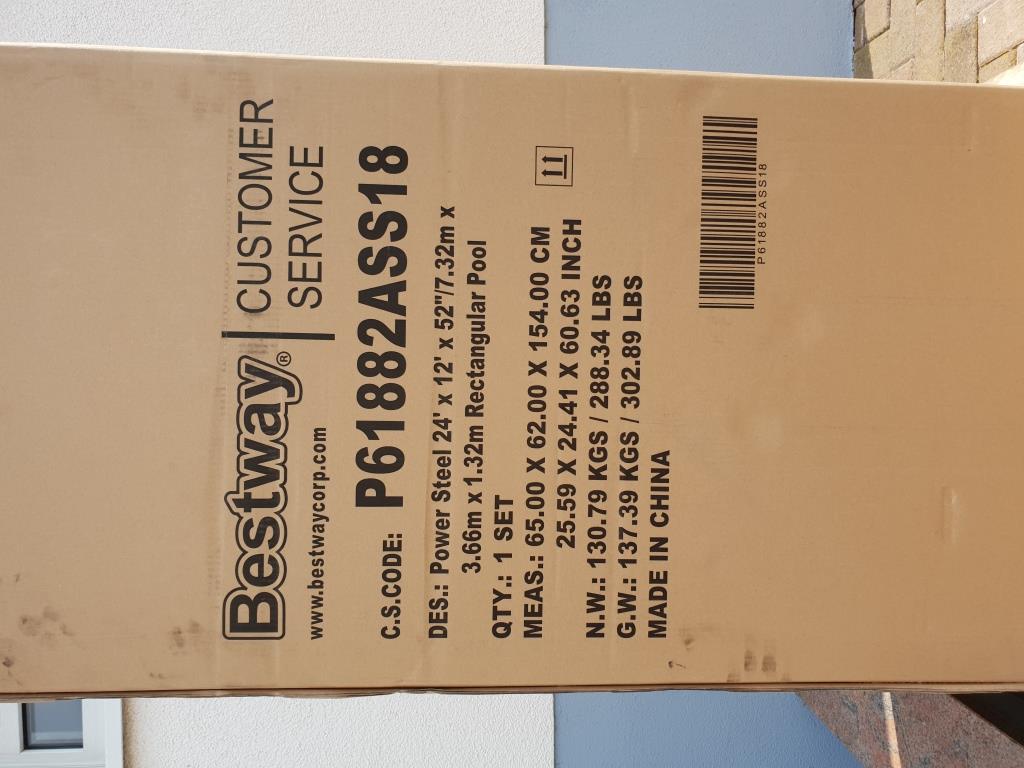 Bestway®
CUSTOMER
SERVICE
www.bestwaycorp.com
C.S.CODE: P61882ASS18
DES.: Power Steel 24' x 12' x 52"/7.32m x
3.66m x 1.32m Rectangular Pool
QTY.: 1 SET
MEAS.: 65.00 X 62.00 X 154.00 CM
25.59 X 24.41 X 60.63 INCH
N.W.: 130.79 KGS / 288.34 LBS
G.W.: 137.39 KGS / 302.89 LBS
MADE IN CHINA
P61882ASS18